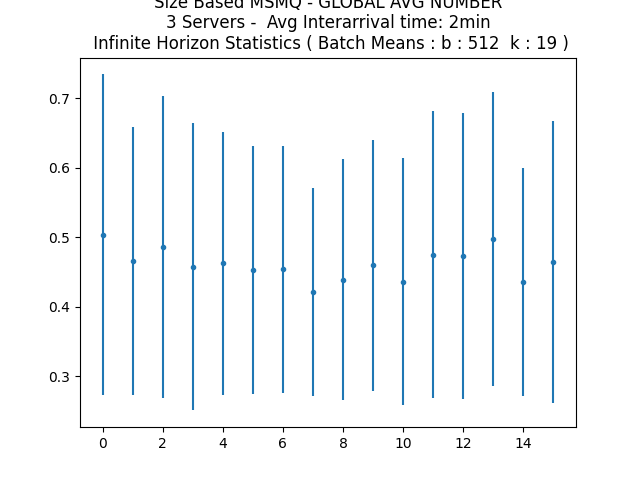 Size Based MSMQ - GLOBAL AVG NUMBER
3 Servers -  Avg Interarrival time: 2min
Infinite Horizon Statistics ( Batch Means : b : 512  k : 19 )
0.7
0.6
0.5
0.4
0.3
0 2 4 6 8 10 12 14